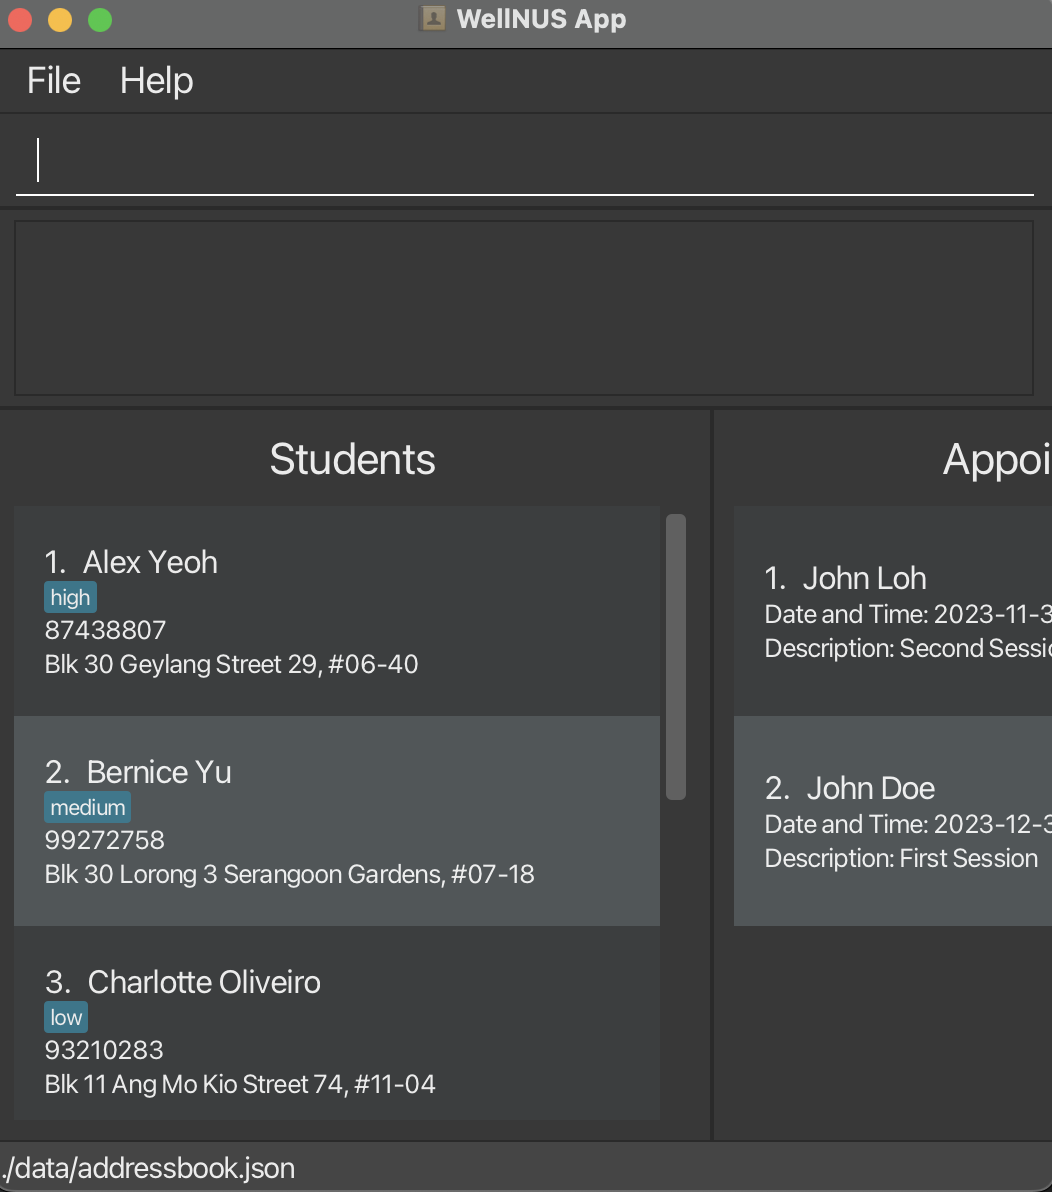 WellNUS App
File Help
Students
1. Alex Yeoh
high
87438807
Blk 30 Geylang Street 29, #06-40
2. Bernice Yu
medium
99272758
Blk 30 Lorong 3 Serangoon Gardens, #07-18
3. Charlotte Oliveiro
low
93210283
Blk 11 Ang Mo Kio Street 74, #11-04
Appoi
1. John Loh
Date and Time: 2023-11-3
Description: Second Sessio
2. John Doe
Date and Time: 2023-12-3
Description: First Session
./data/addressbook.json